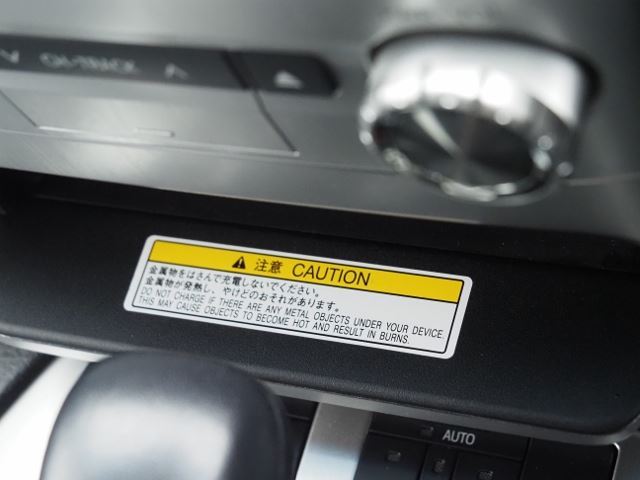 CH·TRACK
注意 CAUTION
金属物をはさんで充電しないでください。
金属物が発熱し、やけどのおそれがあります。
DO NOT CHARGE IF THERE ARE ANY METAL OBJECTS UNDER YOUR DEVICE.
THIS MAY CAUSE OBJECTS TO BECOME HOT AND RESULT IN BURNS.
AUTO